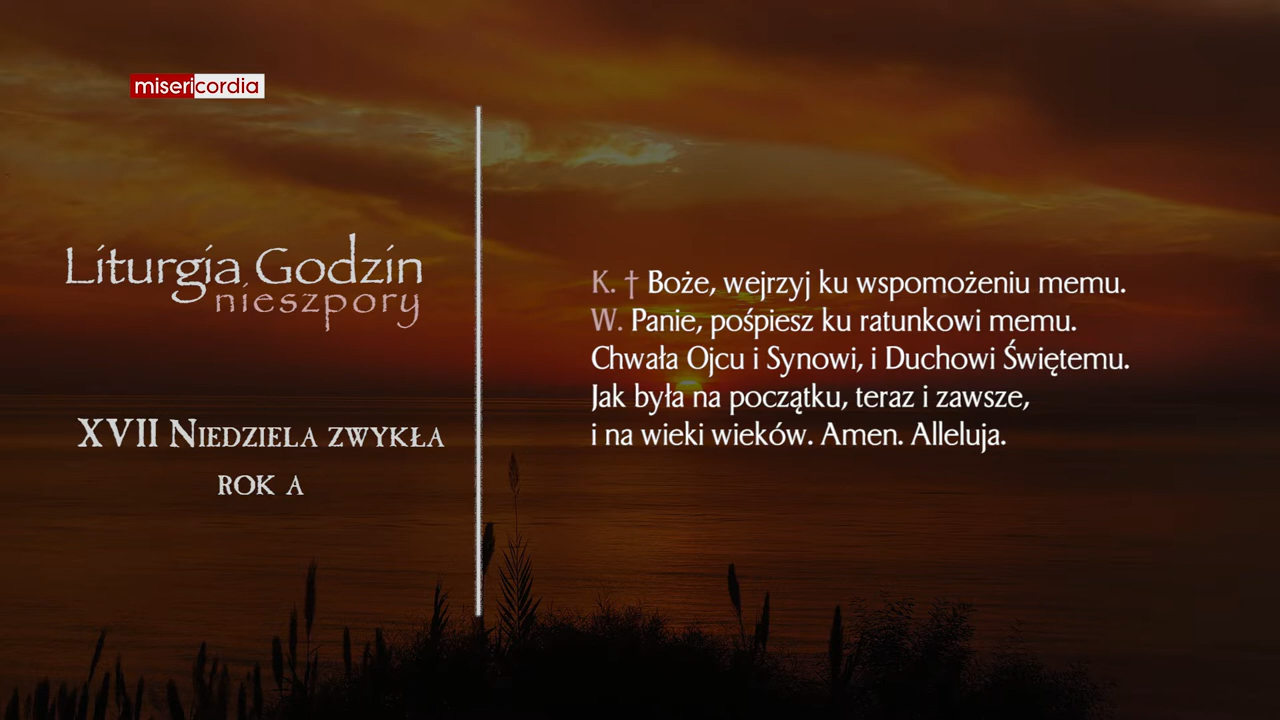 misericordia
Liturgia Godzin
nieszpory
XVII Niedziela zwykła
rok a
K. † Boże, wejrzyj ku wspomożeniu memu.
W. Panie, pośpiesz ku ratunkowi memu.
Chwała Ojcu i Synowi, i Duchowi Świętemu.
Jak była na początku, teraz i zawsze,
i na wieki wieków. Amen. Alleluja.